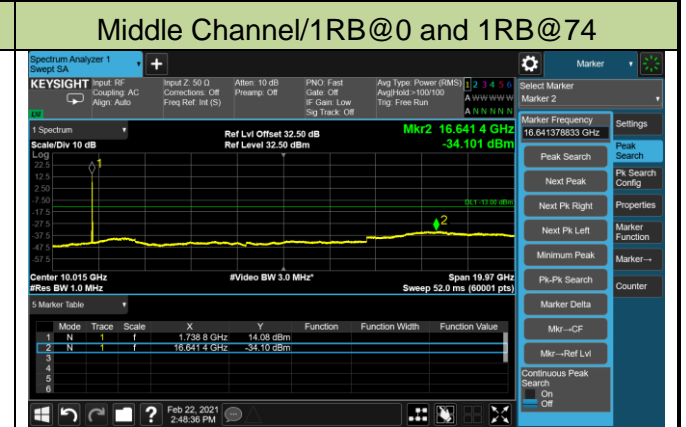 Middle Channel/1RB@0 and 1RB@74
Spectrum Analyzer 1
Swept SA
+
Marker
KEYSIGHT
Input: RF
Coupling: AC
Align: Auto
Input Z: 50 Ω
Corrections: Off
Freq Ref: Int (S)
Atten: 10 dB
Preamp: Off
PNO: Fast
Gate: Off
IF Gain: Low
Sig Track: Off
Avg Type: Power (RMS)
Avg|Hold:>100/100
Trig: Free Run
1 2 3 4 5 6
A W W W W W
A N N N N N
LXI
Select Marker
Marker 2
Marker Frequency
16.641378833 GHz
Settings
1 Spectrum
Scale/Div 10 dB
Ref Lvl Offset 32.50 dB
Ref Level 32.50 dBm
Mkr2 16.641 4 GHz
-34.101 dBm
Peak Search
Next Peak
Next Pk Right
Next Pk Left
Minimum Peak
Pk-Pk Search
Marker Delta
Mkr→CF
Mkr→Ref Lvl
Continuous Peak Search
On
Off
Peak Search
Pk Search Config
Properties
Marker Function
Marker→
Counter
Log
22.5
12.5
2.50
-7.50
-17.5
-27.5
-37.5
-47.5
-57.5
1
DL1 -13.00 dBm
2
Center 10.015 GHz
#Video BW 3.0 MHz*
Span 19.97 GHz
#Res BW 1.0 MHz
Sweep 52.0 ms (60001 pts)
5 Marker Table
Mode Trace Scale X Y Function Function Width Function Value
1 N 1 f 1.738 8 GHz 14.08 dBm
2 N 1 f 16.641 4 GHz -34.10 dBm
3
4
5
6
?
Feb 22, 2021
2:48:36 PM